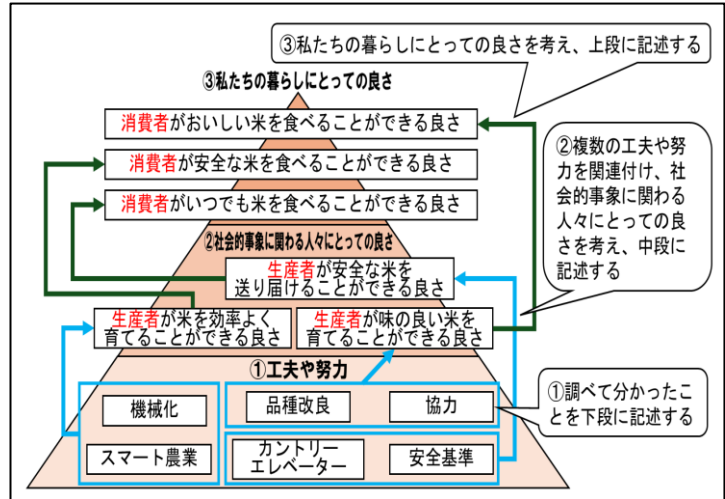 ③私たちの暮らしにとっての良さを考え、上段に記述する
③私たちの暮らしにとっての良さ
消費者がおいしい米を食べることができる良さ
消費者が安全な米を食べることができる良さ
消費者がいつでも米を食べることができる良さ
②複数の工夫や努
力を関連付け、社
会的事象に関わる
人々にとっての良
さを考え、中段に
記述する
②社会的事象に関わる人々にとっての良さ
生産者が安全な米を
送り届けることができる良さ
生産者が米を効率よく
育てることができる良さ
生産者が味の良い米を
育てることができる良さ
①工夫や努力
機械化
品種改良
協力
スマート農業
カントリー
エレベーター
安全基準
①調べて分かったこ
とを下段に記述する